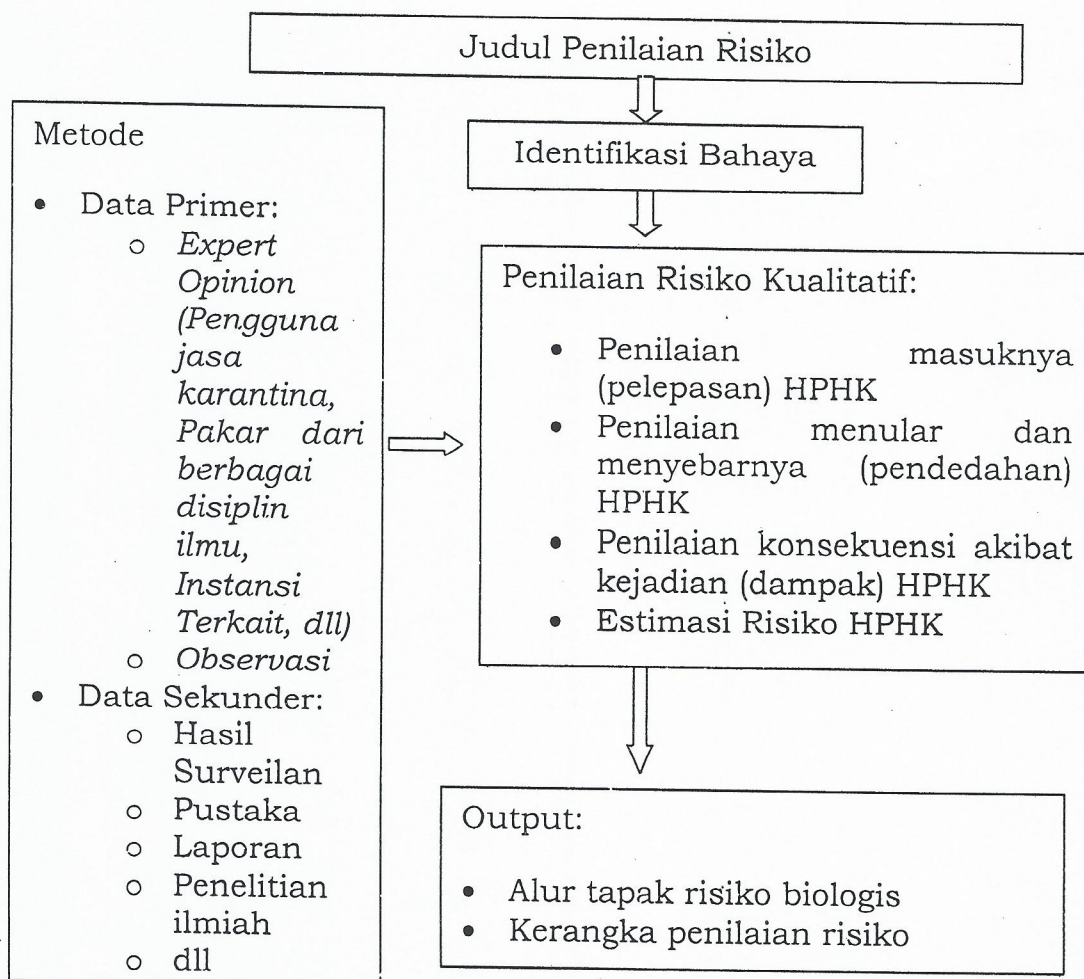 Judul Penilaian Risiko
Identifikasi Bahaya
Metode
• Data Primer:
o Expert
Opinion
(Pengguna
jasa
karantina,
Pakar dari
berbagai
disiplin
ilmu,
Instansi
Terkait, dll)
o Observasi
• Data Sekunder:
o Hasil
Surveilan
o Pustaka
o Laporan
o Penelitian
ilmiah
o dll
Penilaian Risiko Kualitatif:
• Penilaian masuknya
(pelepasan) HPHK
• Penilaian menular dan
menyebarnya (pendedahan)
HPHK
• Penilaian konsekuensi akibat
kejadian (dampak) HPHK
• Estimasi Risiko HPHK
Output:
• Alur tapak risiko biologis
• Kerangka penilaian risiko